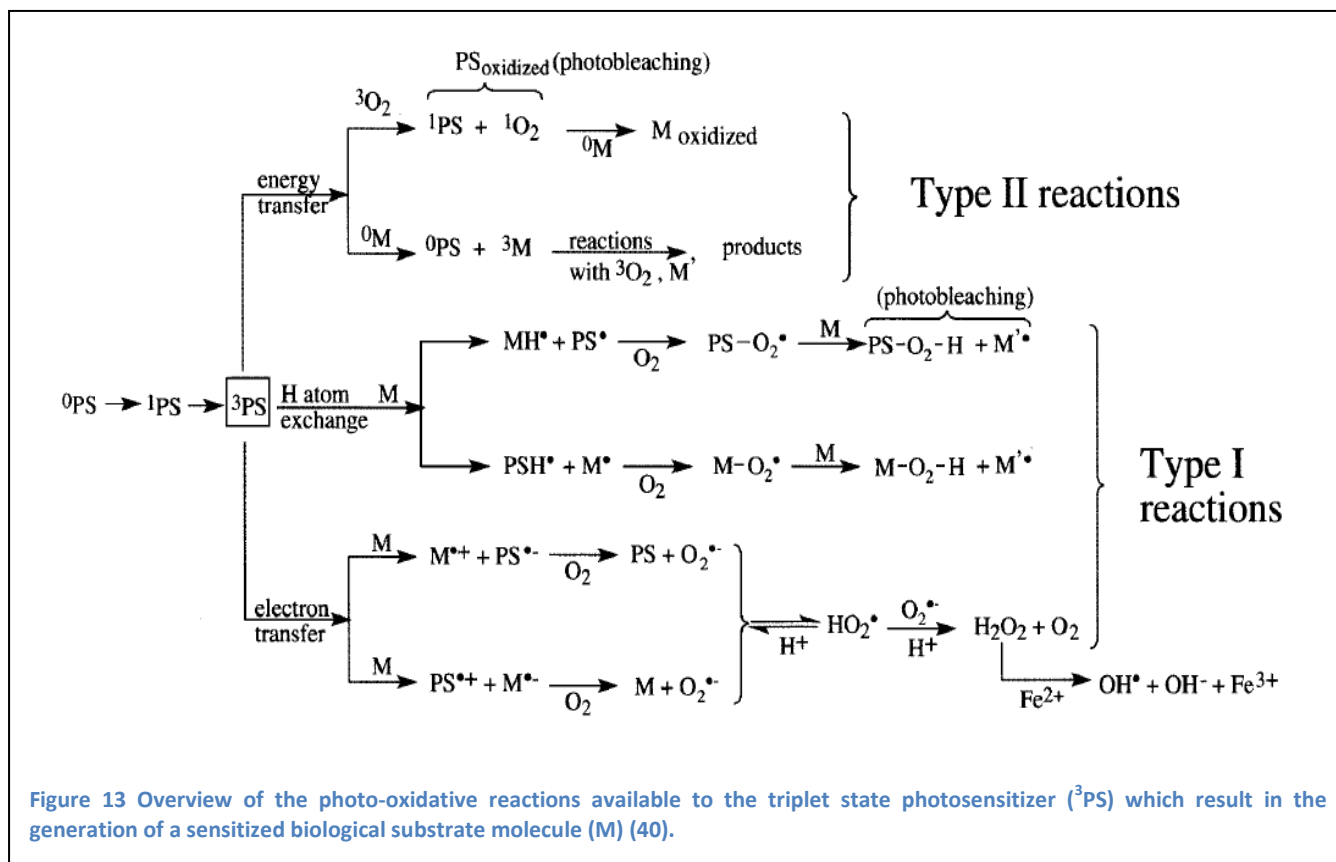 PS oxidized (photobleaching)
³O₂
¹PS + ¹O₂ ⁰M M oxidized
energy transfer
Type II reactions
⁰M
⁰PS + ³M reactions with ³O₂ , M' products
(photobleaching)
MH• + PS• O₂ PS–O₂• M PS-O₂-H + M'•
⁰PS ¹PS ³PS H atom exchange M
PSH• + M• O₂ M–O₂• M M-O₂-H + M'•
Type I
reactions
M
M•+ + PS•- O₂ PS + O₂•-
electron transfer
H+ HO₂• O₂•- H+ H₂O₂ + O₂
M
PS•+ + M•- O₂ M + O₂•-
Fe2+ OH• + OH- + Fe3+
Figure 13 Overview of the photo-oxidative reactions available to the triplet state photosensitizer (³PS) which result in the
generation of a sensitized biological substrate molecule (M) (40).